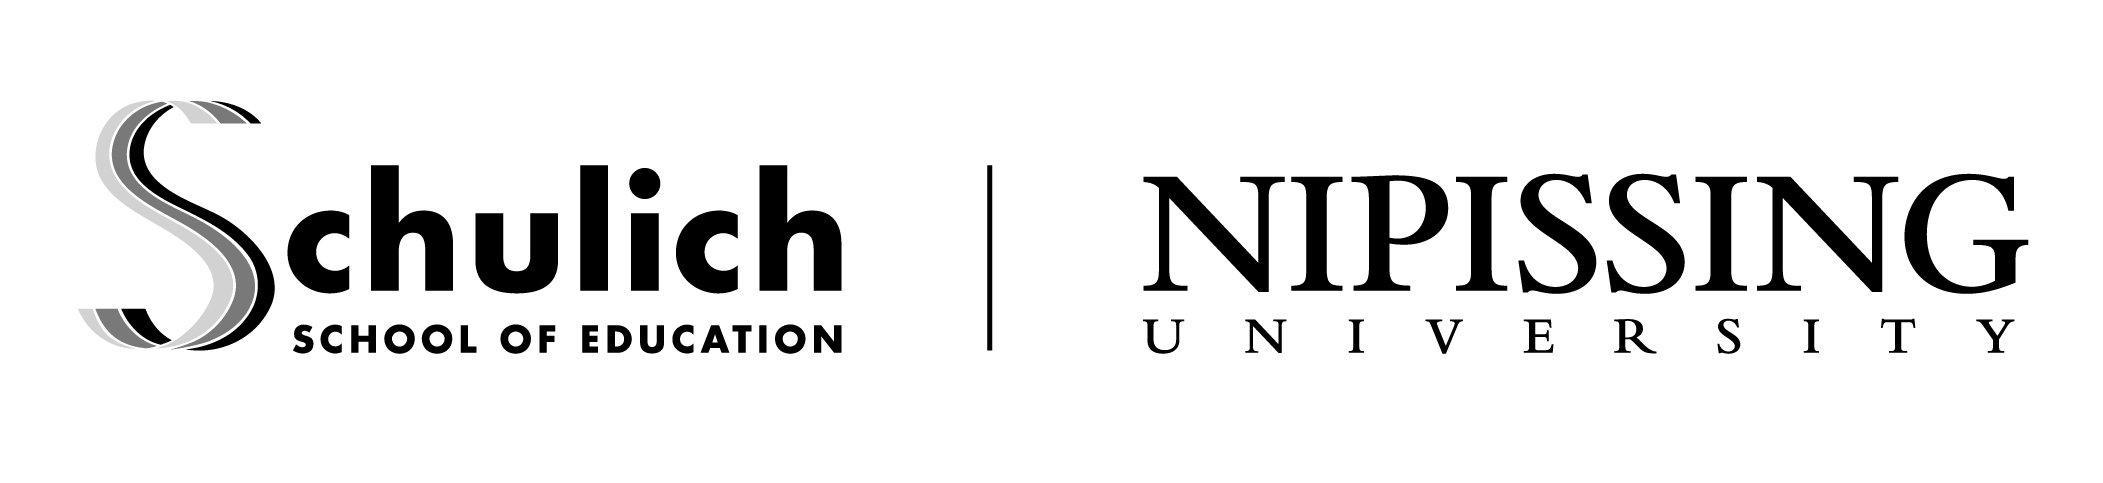 Schulich
SCHOOL OF EDUCATION
NIPISSING
UNIVERSITY